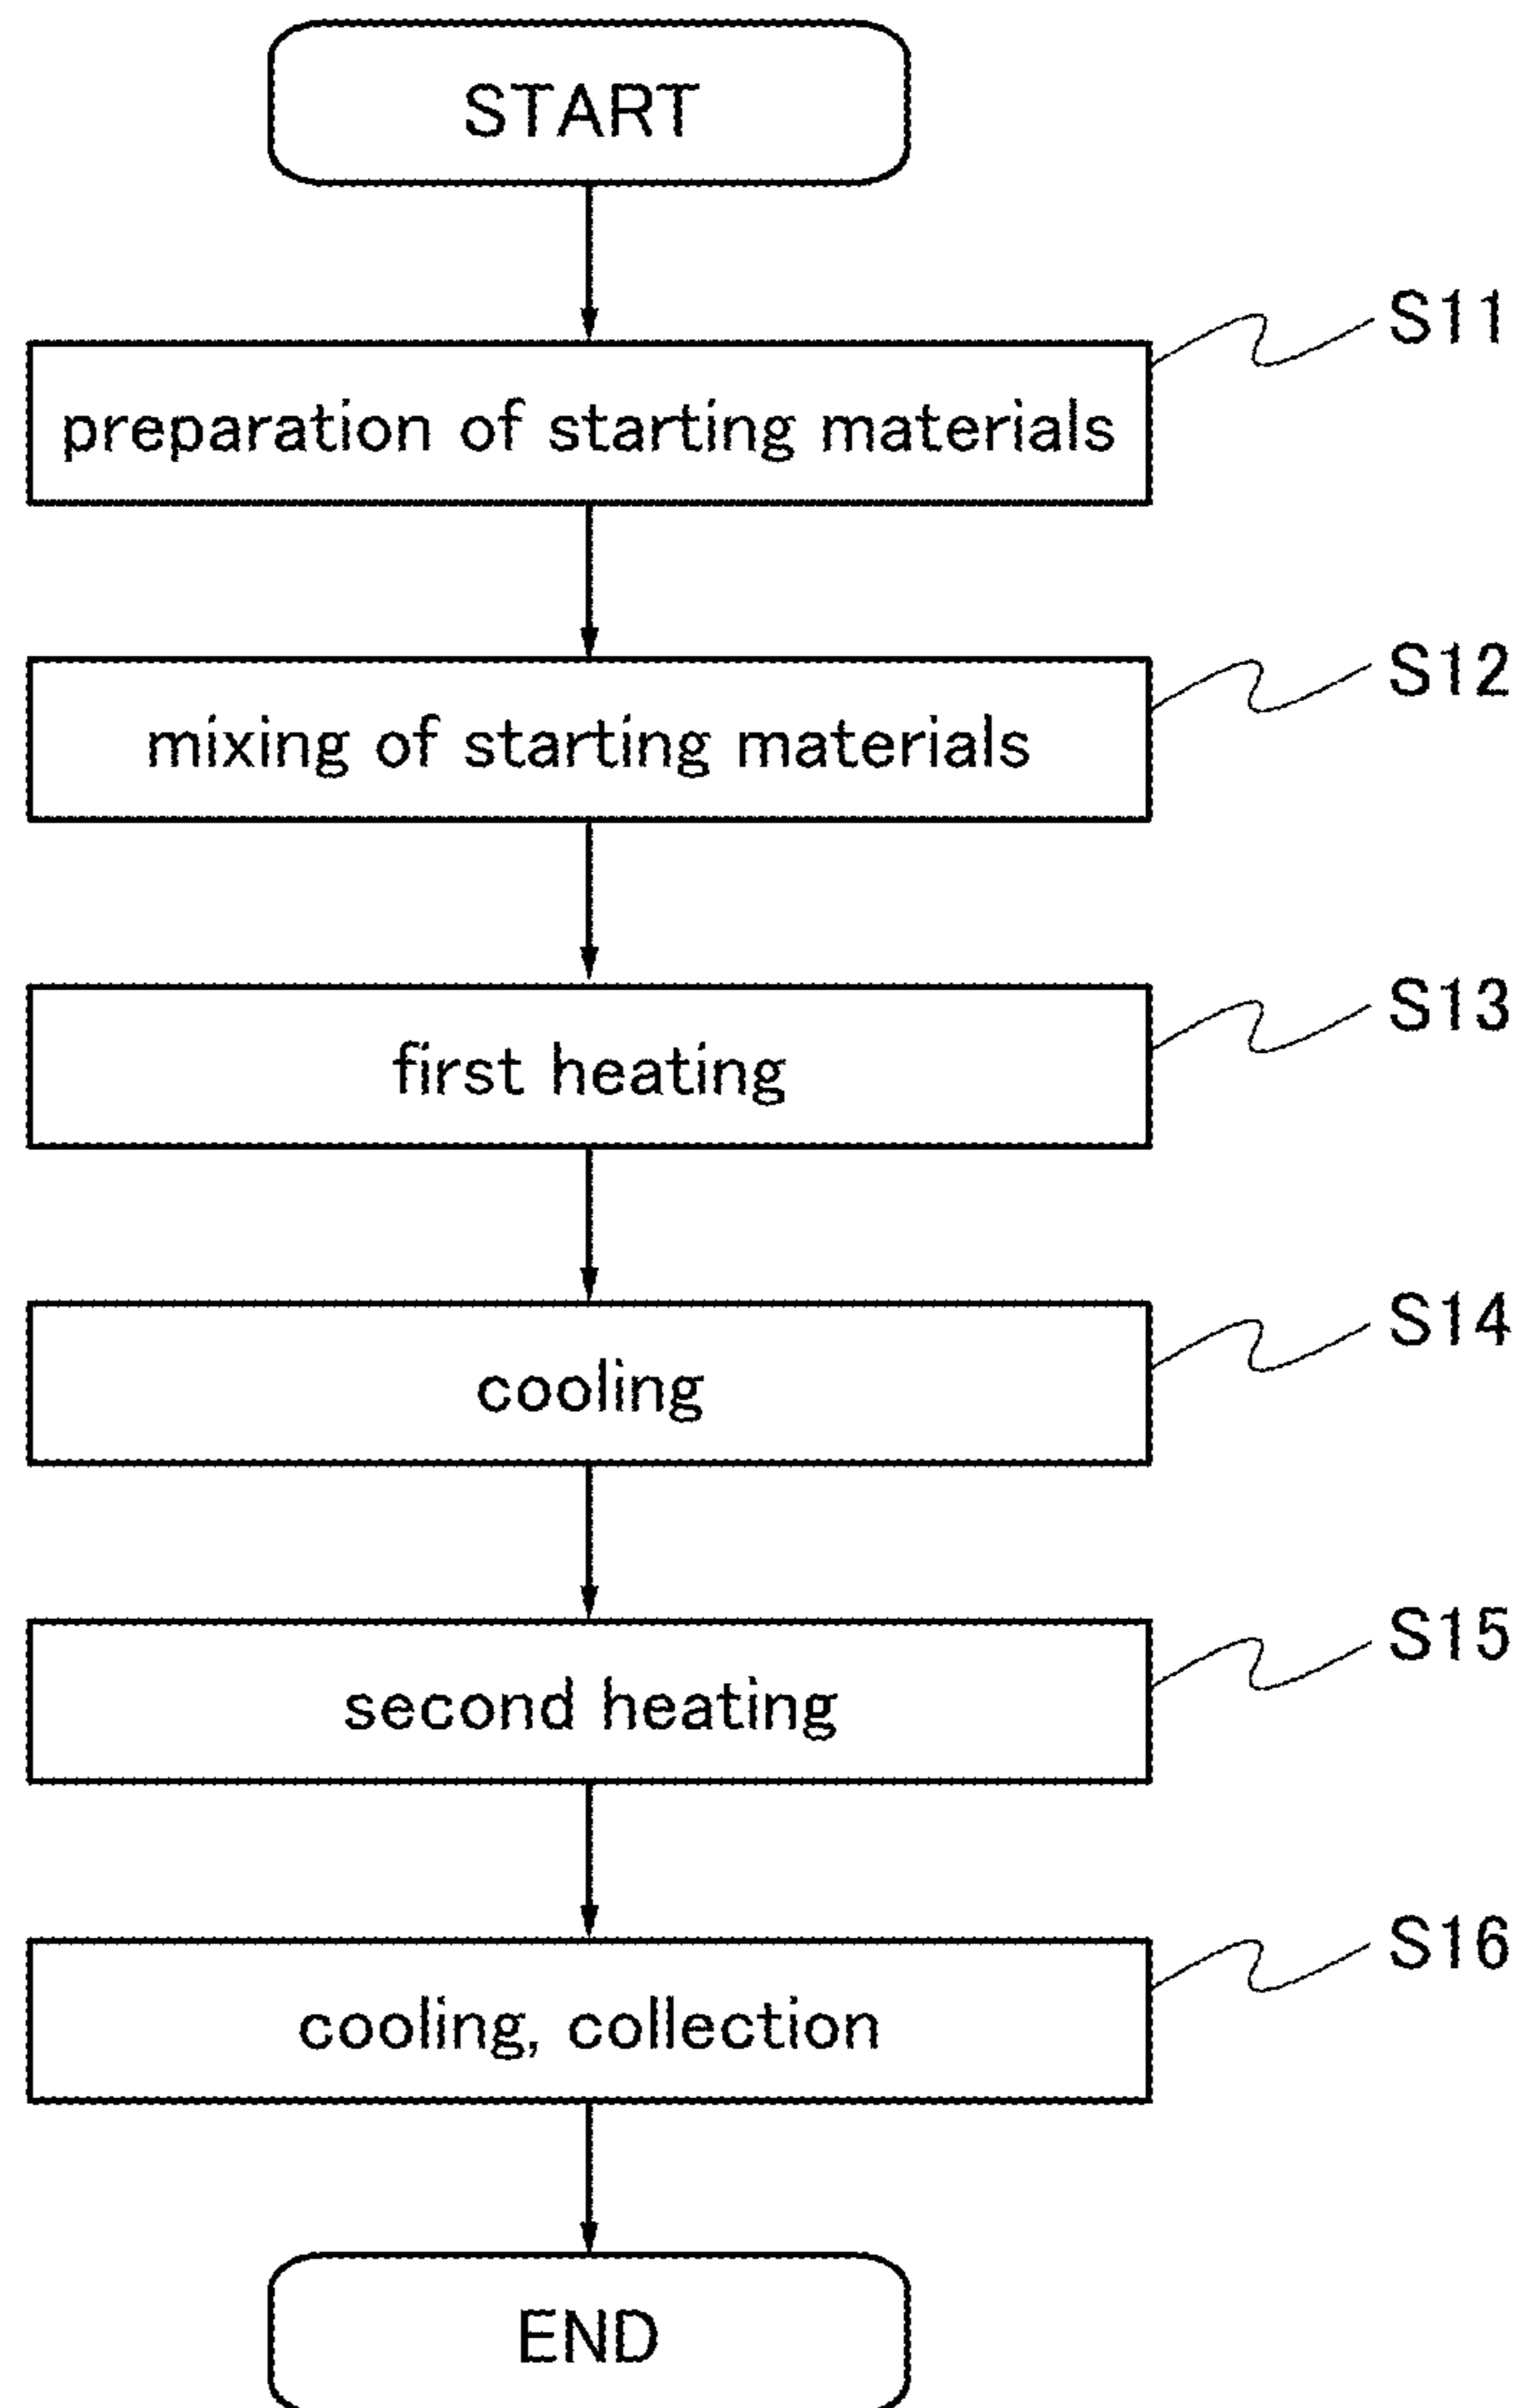 START
S11
preparation of starting materials
S12
mixing of starting materials
S13
first heating
S14
cooling
S15
second heating
S16
cooling, collection
END